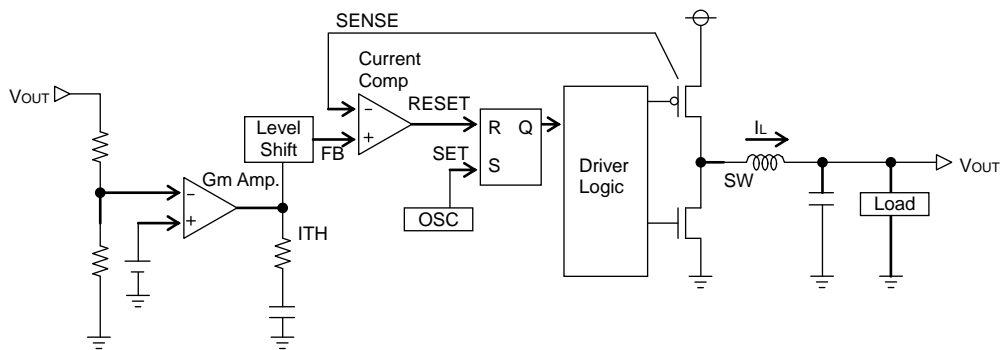 SENSE
Current
Comp
VOUT
RESET
Level
Shift
R Q
IL
FB
SET
S
Driver
Logic
VOUT
SW
Gm Amp.
OSC
Load
ITH
-
+
-
+